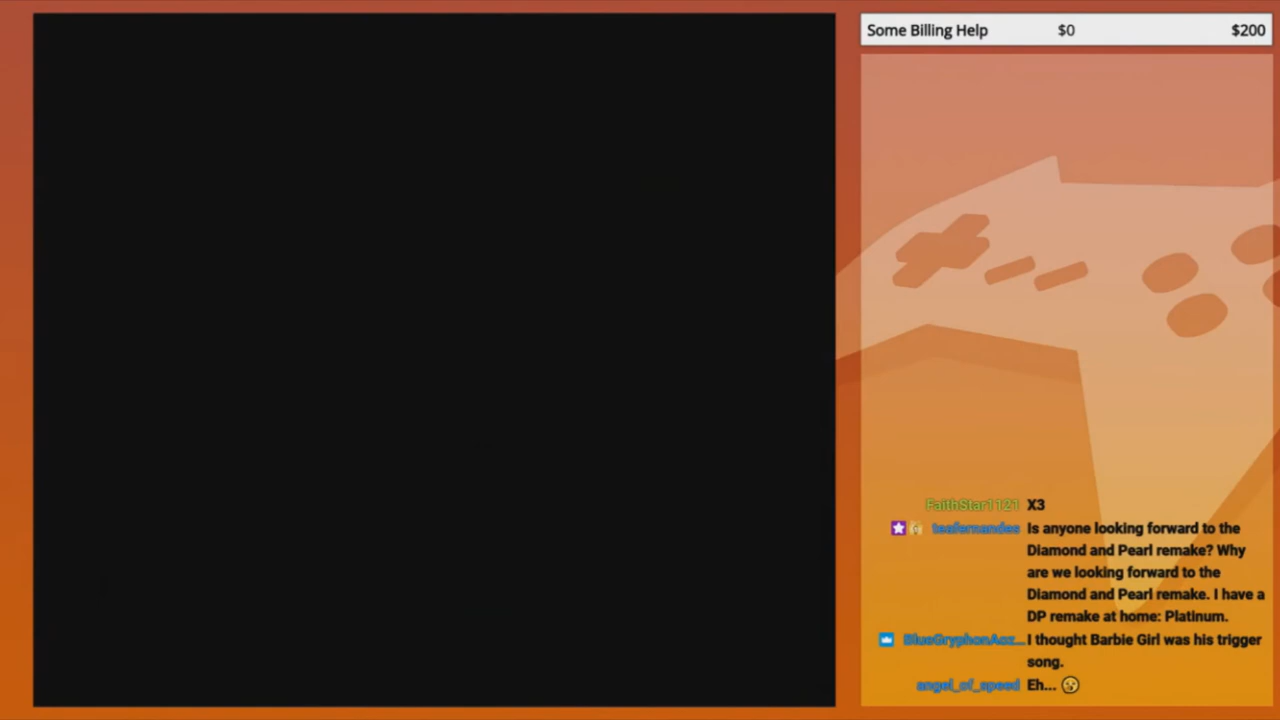 Some Billing Help $0 $200
FaithStar1121 X3
teafernandes Is anyone looking forward to the
Diamond and Pearl remake? Why
are we looking forward to the
Diamond and Pearl remake. I have a
DP remake at home: Platinum.
BlueGryphonAoz... I thought Barbie Girl was his trigger
song.
angel_of_speed Eh...